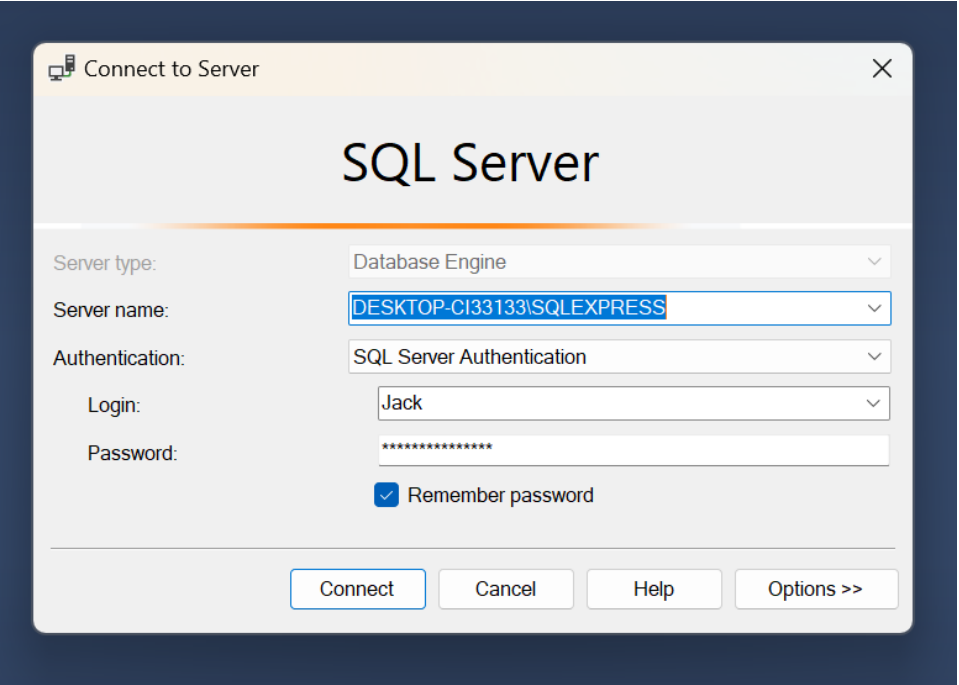 Connect to Server
SQL Server
Server type: Database Engine
Server name: DESKTOP-CI33133\SQLEXPRESS
Authentication: SQL Server Authentication
Login: Jack
Password: ***************
Remember password
Connect Cancel Help Options >>